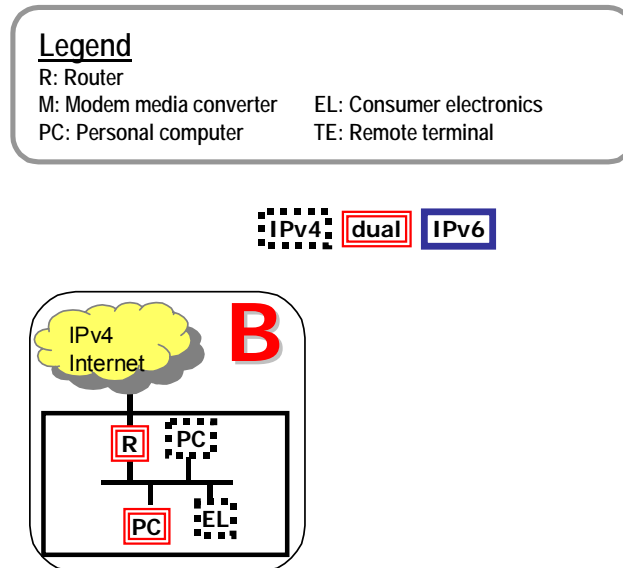 Legend
R: Router
M: Modem media converter EL: Consumer electronics
PC: Personal computer TE: Remote terminal
IPv4 dual IPv6
B
IPv4
Internet
R PC
PC EL